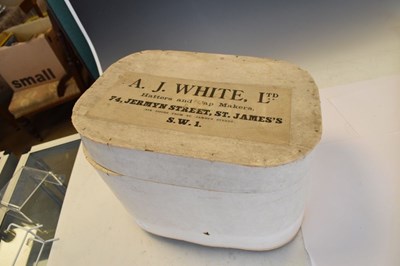 small
A. J. WHITE, LTD
Hatters and Cap Makers,
74, JERMYN STREET, ST. JAMES'S
S.W.1.